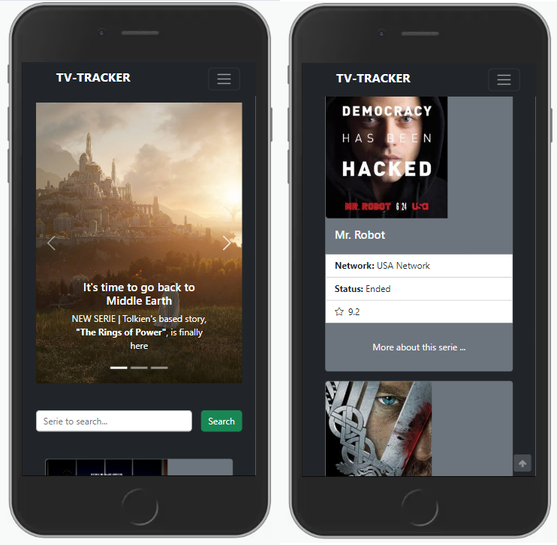 TV-TRACKER
It's time to go back to
Middle Earth
NEW SERIE | Tolkien's based story,
"The Rings of Power", is finally
here
Serie to search...
Search
TV-TRACKER
DEMOCRACY
HAS BEEN
HACKED
MR. ROBOT 6.24 USA
Mr. Robot
Network: USA Network
Status: Ended
9.2
More about this serie ...